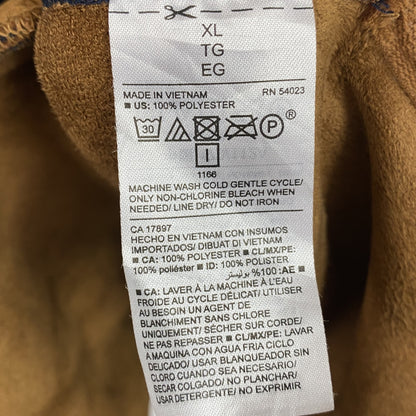 XL
TG
EG
MADE IN VIETNAM RN 54023
■ US: 100% POLYESTER
30 P
1166
MACHINE WASH COLD GENTLE CYCLE/
ONLY NON-CHLORINE BLEACH WHEN
NEEDED/ LINE DRY/ DO NOT IRON
CA 17897
HECHO EN VIETNAM CON INSUMOS
IMPORTADOS/ DIBUAT DI VIETNAM
■ CA: 100% POLYESTER ■ CL/MX/PE:
100% poliéster ■ ID: 100% POLISTER
■ AE: 100% بوليستر
■ CA: LAVER À LA MACHINE À L'EAU
FROIDE AU CYCLE DÉLICAT/ UTILISER
AU BESOIN UN AGENT DE
BLANCHIMENT SANS CHLORE
UNIQUEMENT/ SÉCHER SUR CORDE/
NE PAS REPASSER ■ CL/MX/PE: LAVAR
A MAQUINA CON AGUA FRIA CICLO
DELICADO/ USAR BLANQUEADOR SIN
CLORO CUANDO SEA NECESARIO/
SECAR COLGADO/ NO PLANCHAR/
DETENER NO EXPRIMIR